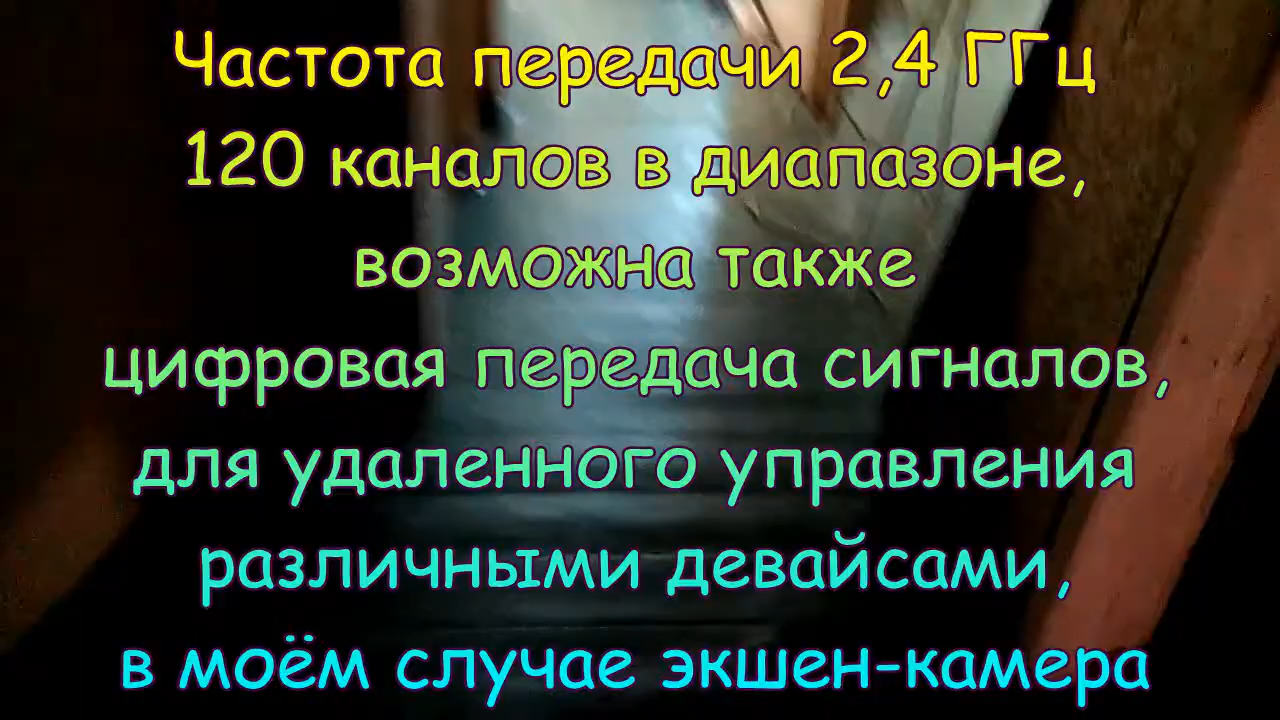 Частота передачи 2,4 ГГц
120 каналов в диапазоне,
возможна также
цифровая передача сигналов,
для удаленного управления
различными девайсами,
в моём случае экшен-камера